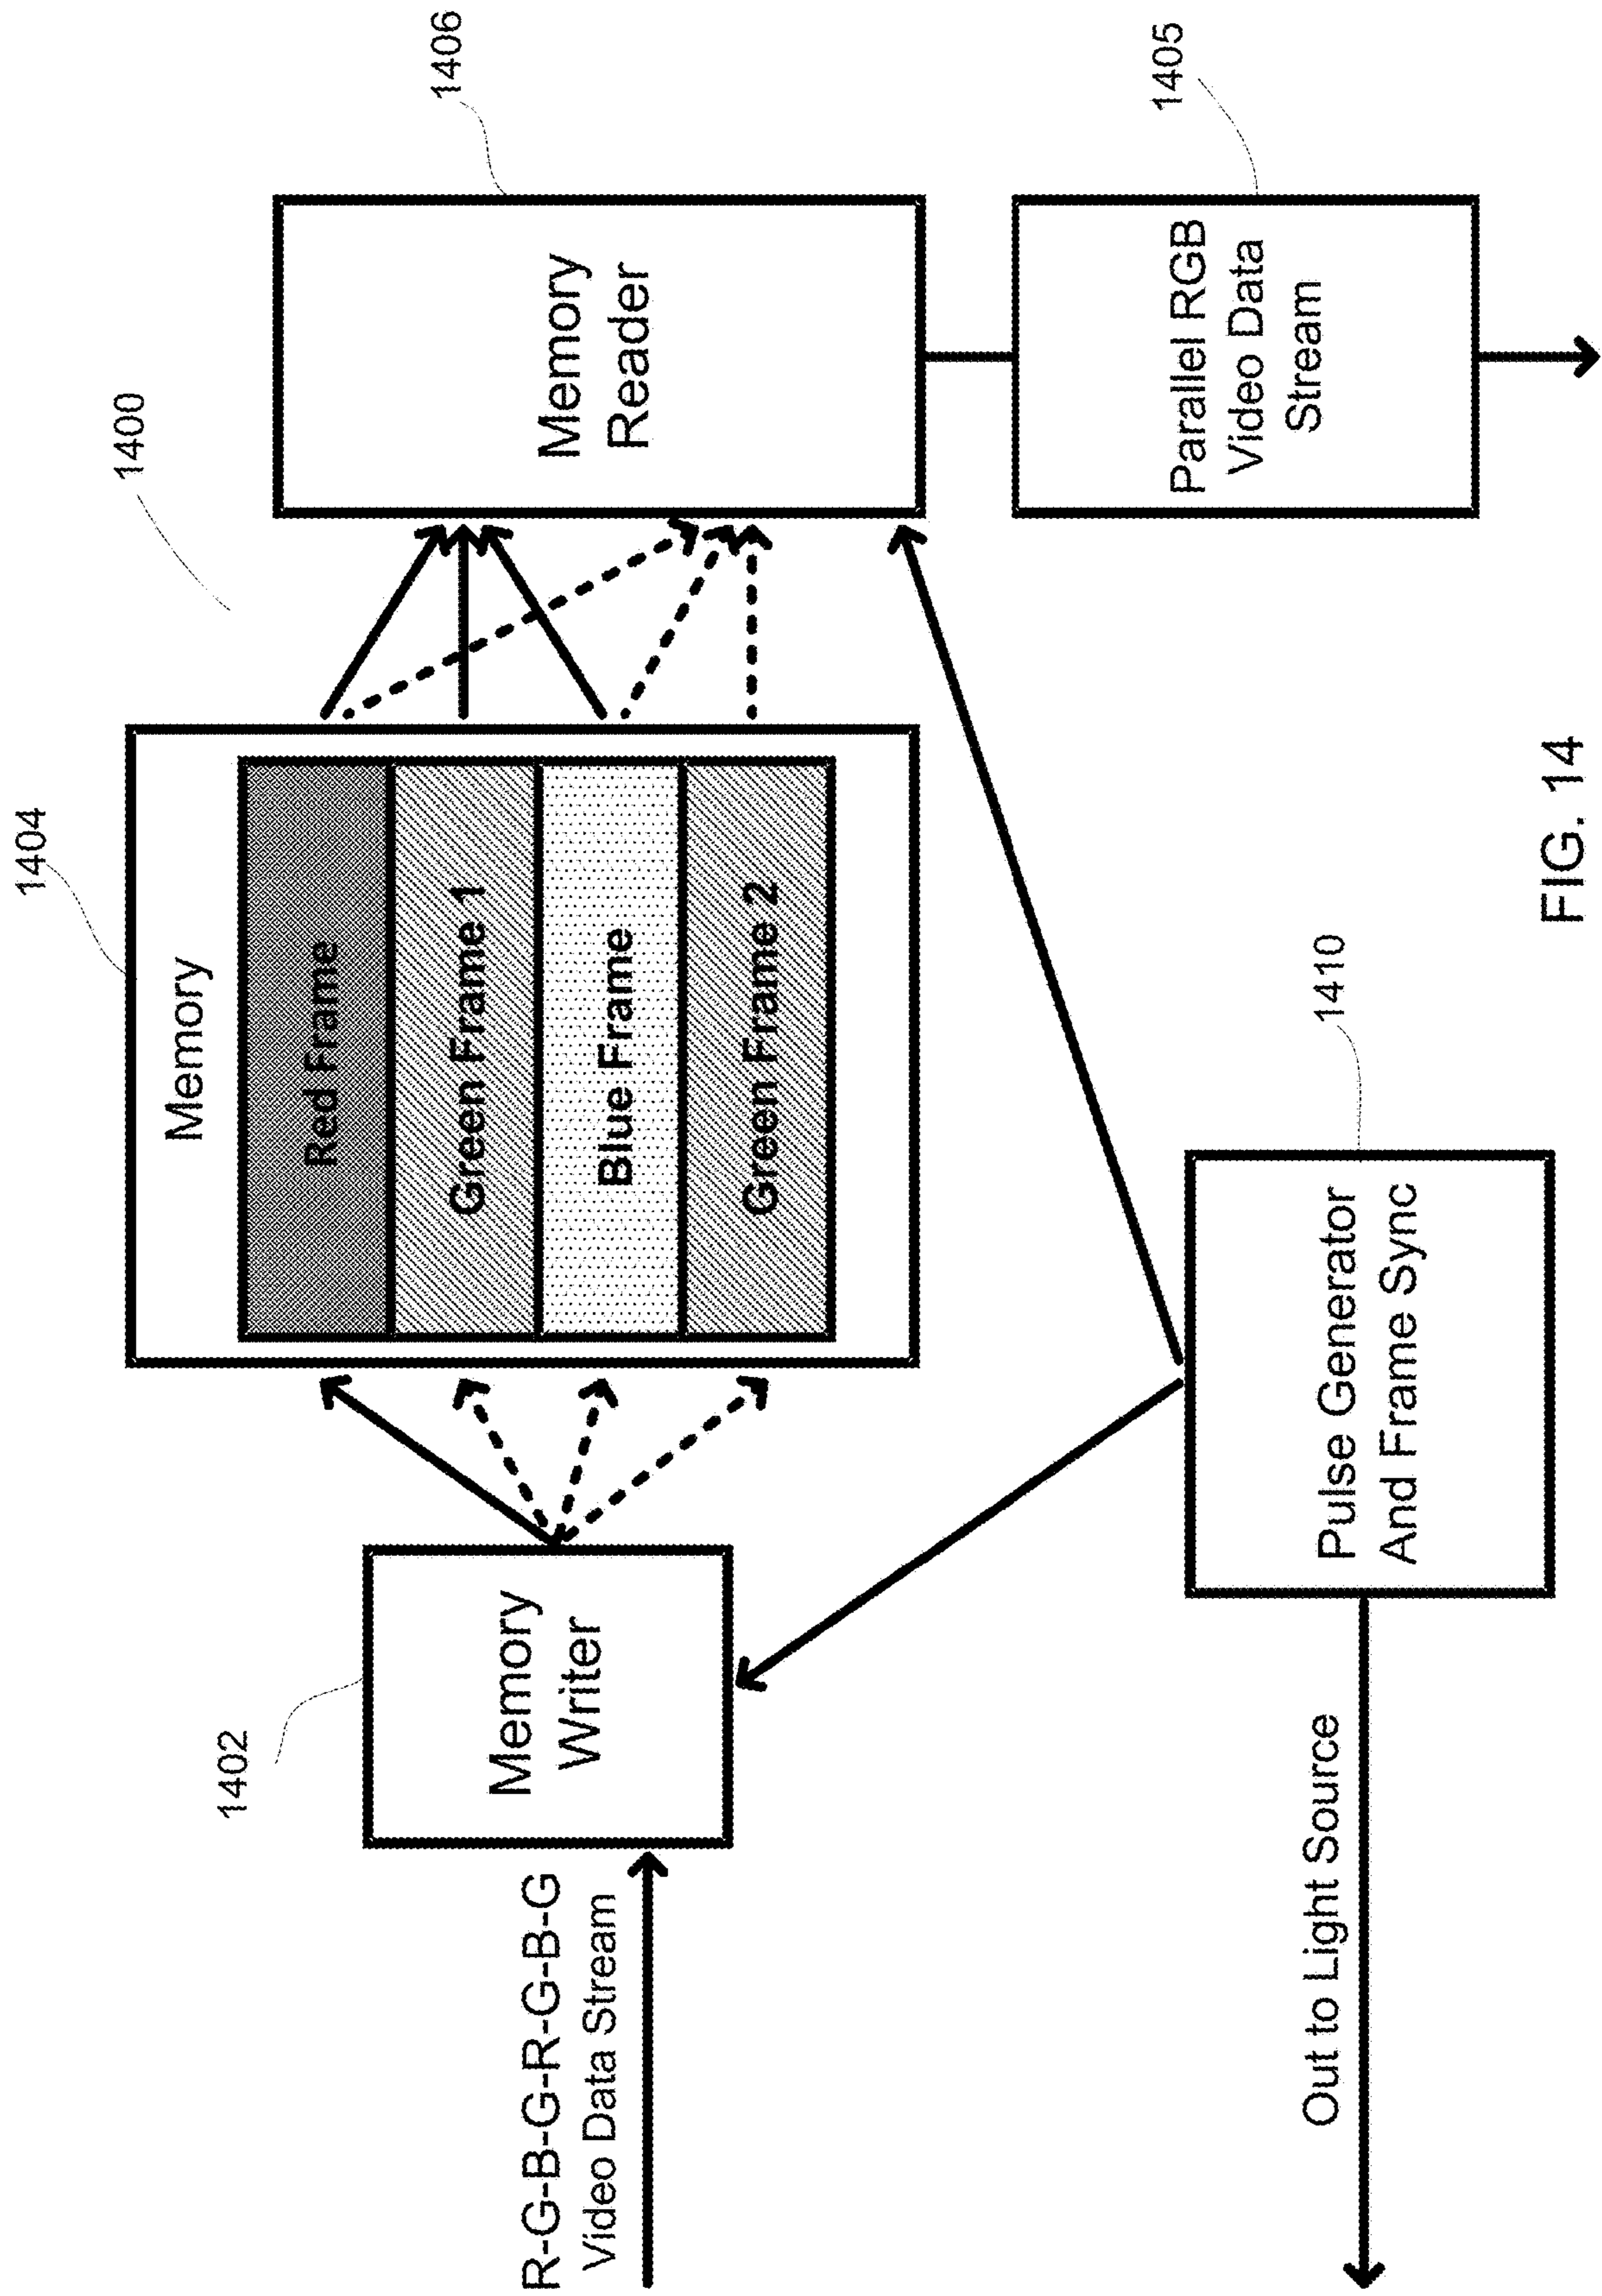 1400
1404
1406
Memory
Red Frame
Green Frame 1
Blue Frame
Green Frame 2
Memory
Reader
1402
Memory
Writer
R-G-B-G-R-G-B-G
Video Data Stream
1405
Parallel RGB
Video Data
Stream
1410
Pulse Generator
And Frame Sync
Out to Light Source
FIG. 14